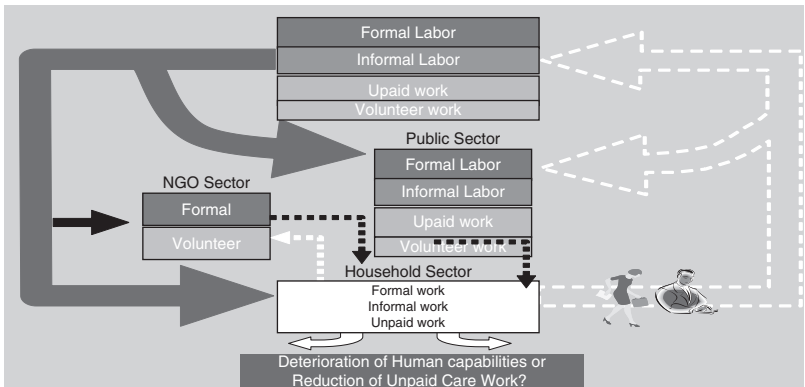 Formal Labor
Informal Labor
Upaid work
Volunteer work
Public Sector
Formal Labor
Informal Labor
Upaid work
Volunteer work
NGO Sector
Formal
Volunteer
Household Sector
Formal work
Informal work
Unpaid work
Deterioration of Human capabilities or
Reduction of Unpaid Care Work?